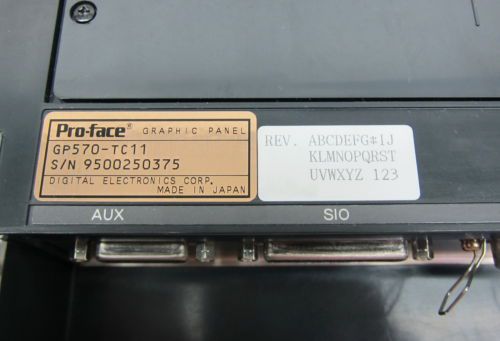 Pro-face® GRAPHIC PANEL
GP570-TC11
S/N 9500250375
DIGITAL ELECTRONICS CORP.
MADE IN JAPAN
REV. ABCDEFG*IJ
KLMNOPQRST
UVWXYZ 123
AUX
SIO